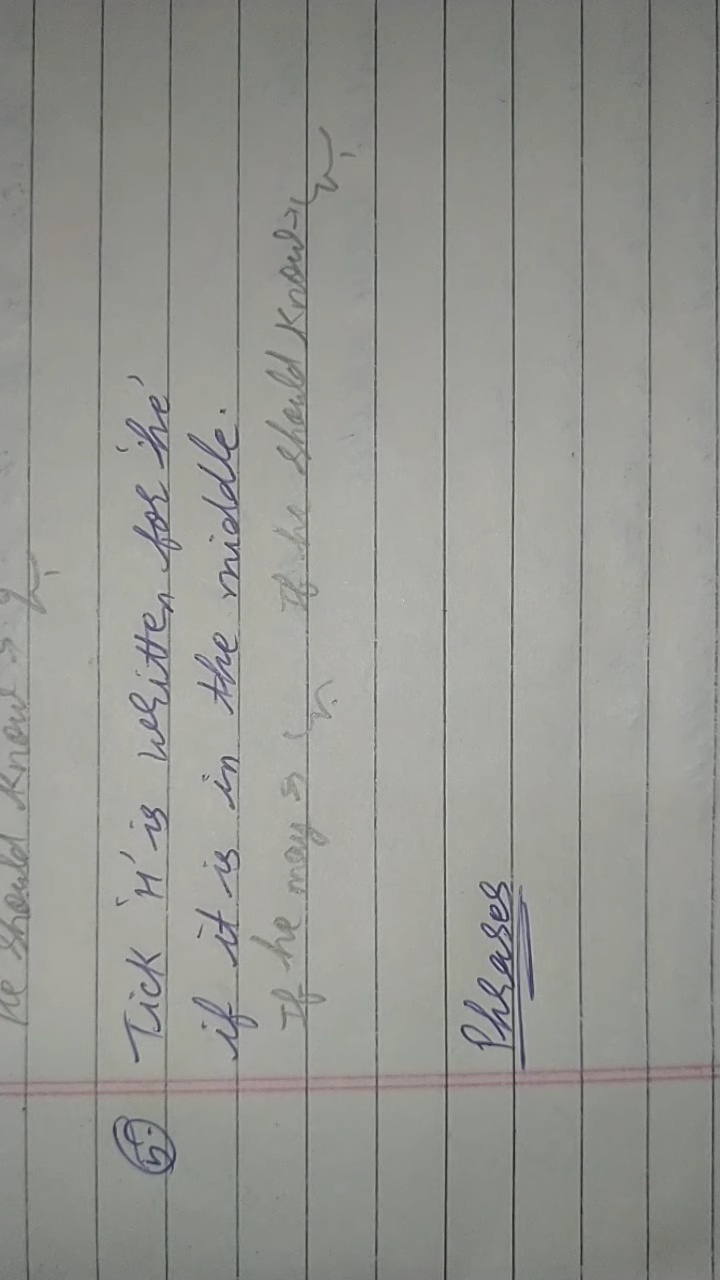 he should know →
5. Tick 'H' is written for 'he'
if it is in the middle.
If he may → If he should know →
Phrases